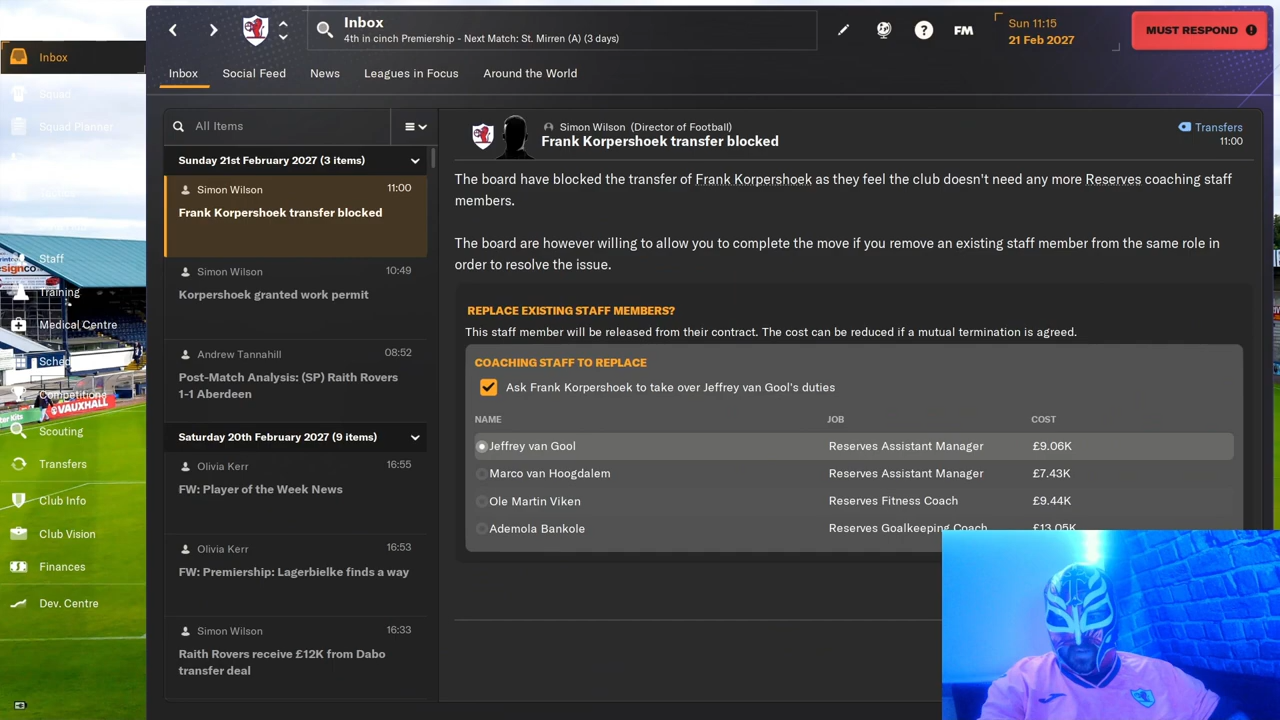 Inbox
4th in cinch Premiership - Next Match: St. Mirren (A) (3 days)
FM
Sun 11:15
21 Feb 2027
MUST RESPOND
Inbox
Squad
Squad Planner
Staff
Training
Medical Centre
Sched
Competitions
Scouting
Transfers
Club Info
Club Vision
Finances
Dev. Centre
VAUXHALL
Inbox
Social Feed
News
Leagues in Focus
Around the World
All Items
Sunday 21st February 2027 (3 items)
Simon Wilson
11:00
Frank Korpershoek transfer blocked
Simon Wilson
10:49
Korpershoek granted work permit
Andrew Tannahill
08:52
Post-Match Analysis: (SP) Raith Rovers
1-1 Aberdeen
Saturday 20th February 2027 (9 items)
Olivia Kerr
16:55
FW: Player of the Week News
Olivia Kerr
16:53
FW: Premiership: Lagerbielke finds a way
Simon Wilson
16:33
Raith Rovers receive £12K from Dabo
transfer deal
Simon Wilson (Director of Football)
Frank Korpershoek transfer blocked
Transfers
11:00
The board have blocked the transfer of Frank Korpershoek as they feel the club doesn't need any more Reserves coaching staff
members.
The board are however willing to allow you to complete the move if you remove an existing staff member from the same role in
order to resolve the issue.
REPLACE EXISTING STAFF MEMBERS?
This staff member will be released from their contract. The cost can be reduced if a mutual termination is agreed.
COACHING STAFF TO REPLACE
Ask Frank Korpershoek to take over Jeffrey van Gool's duties
NAME JOB COST
Jeffrey van Gool Reserves Assistant Manager £9.06K
Marco van Hoogdalem Reserves Assistant Manager £7.43K
Ole Martin Viken Reserves Fitness Coach £9.44K
Ademola Bankole Reserves Goalkeeping Coach £13.05K